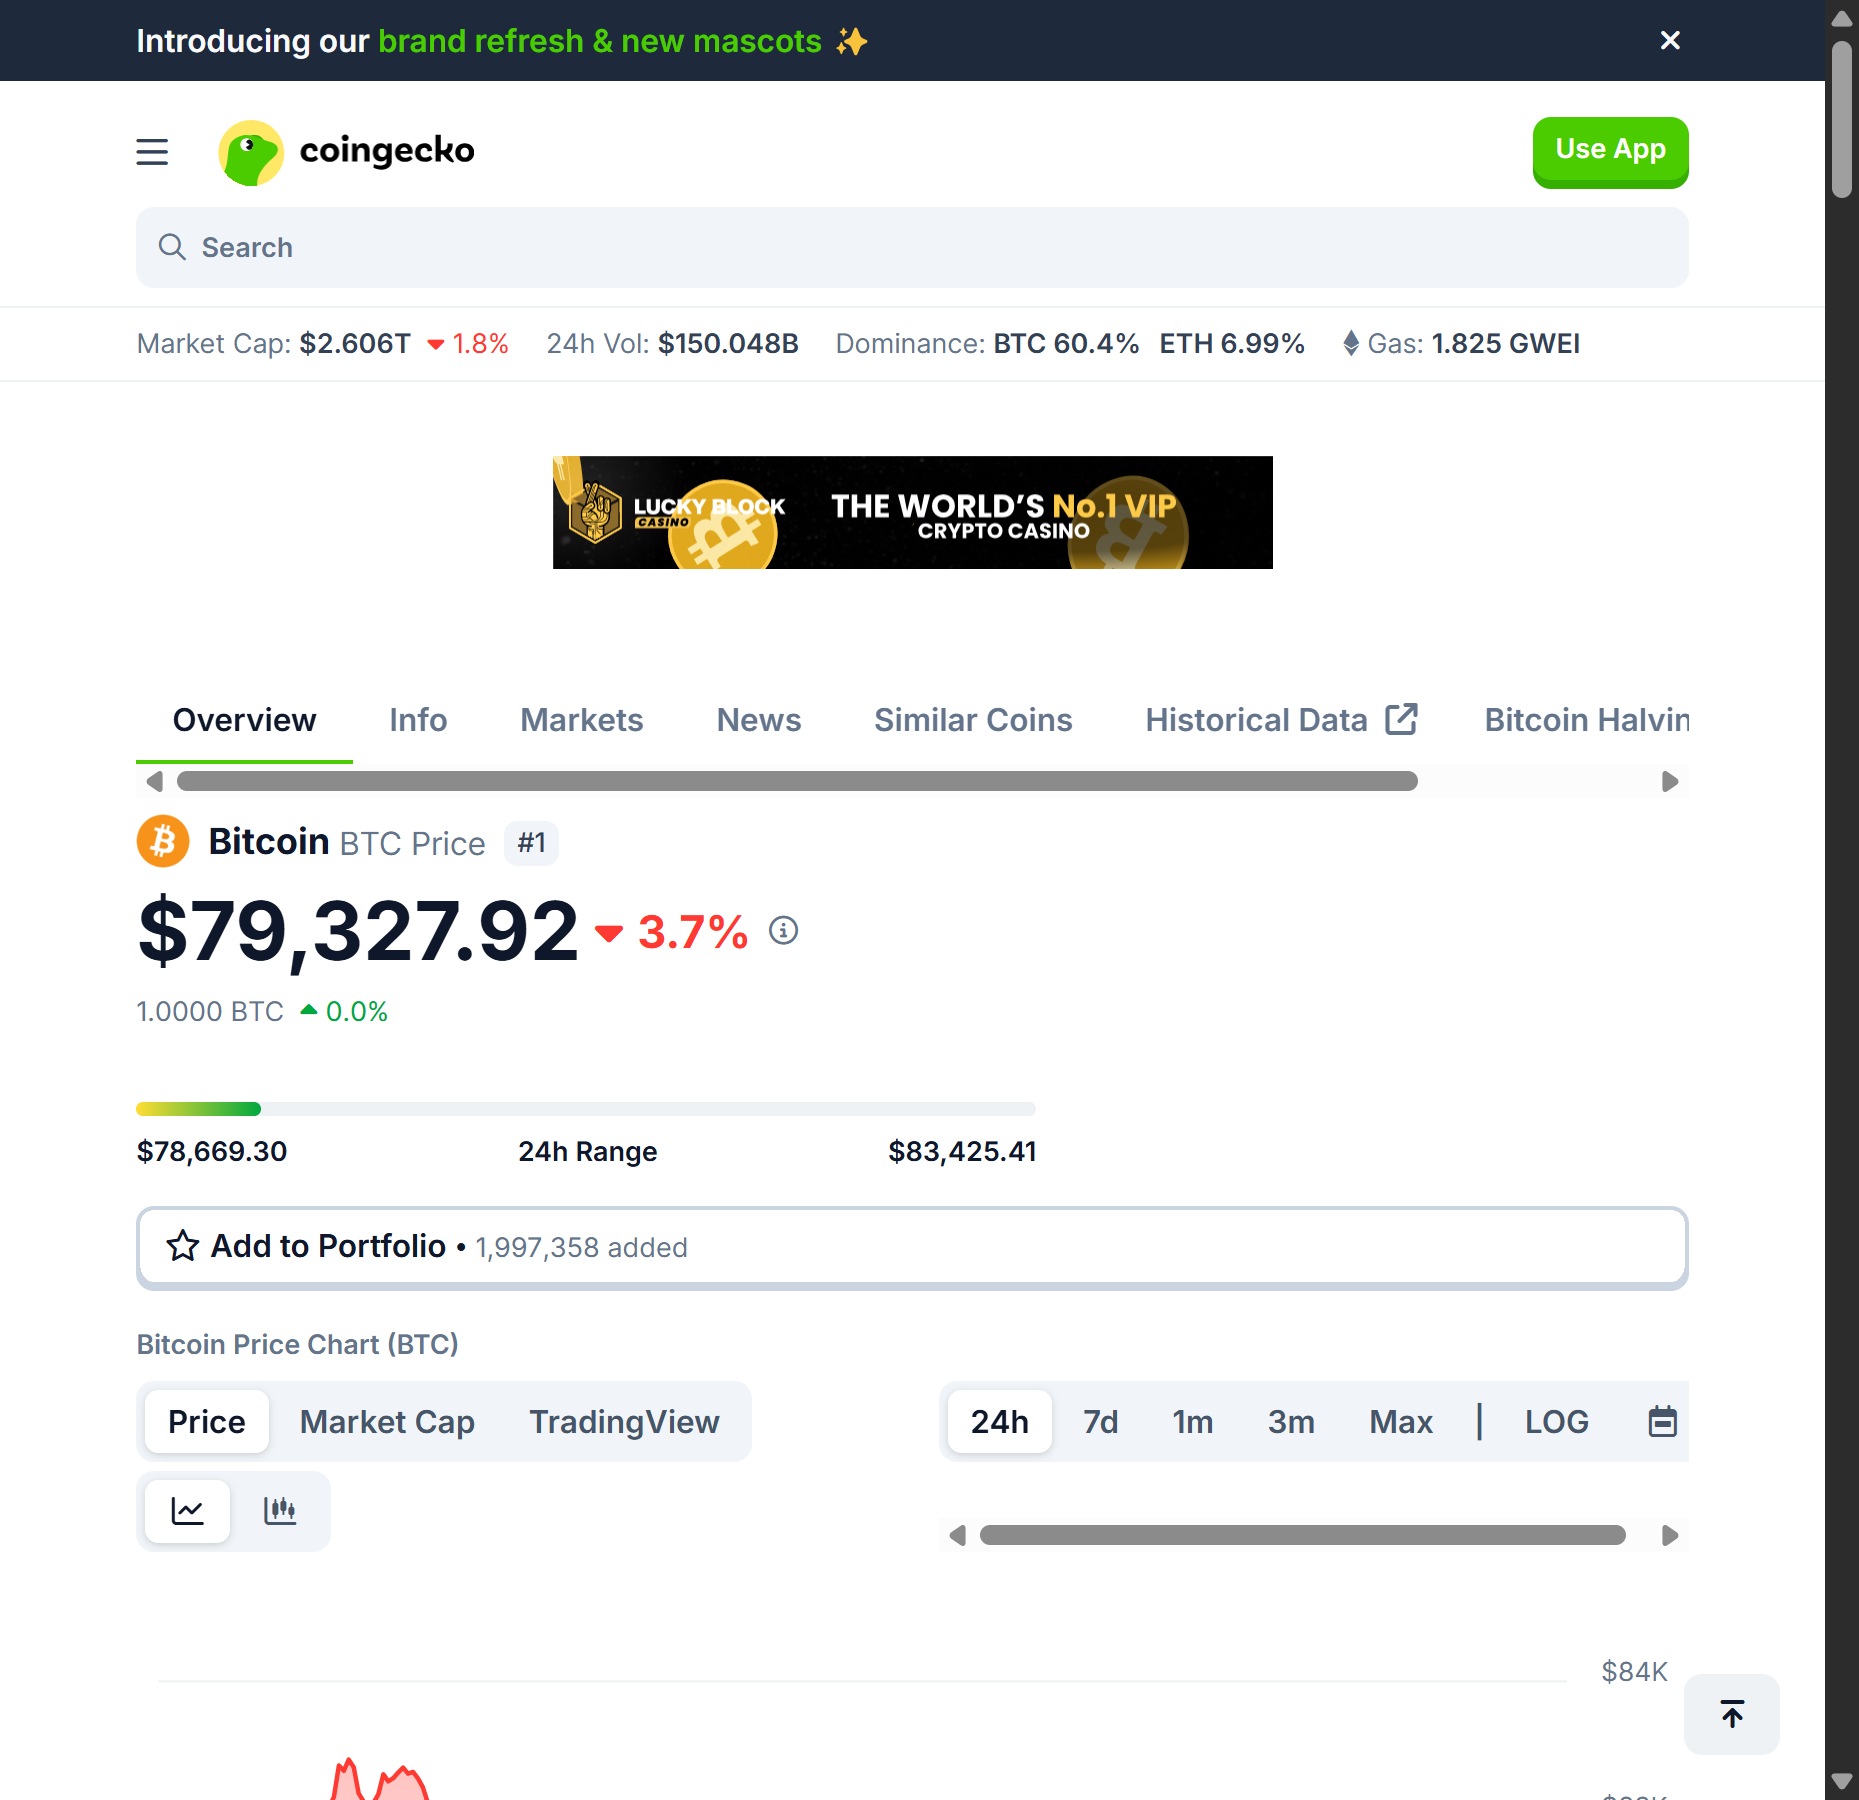 Introducing our brand refresh & new mascots ✨
coingecko
Use App
Search
Market Cap: $2.606T 1.8% 24h Vol: $150.048B Dominance: BTC 60.4% ETH 6.99% Gas: 1.825 GWEI
LUCKY BLOCK
CASINO
THE WORLD'S No.1 VIP
CRYPTO CASINO
Overview Info Markets News Similar Coins Historical Data Bitcoin Halvin
Bitcoin BTC Price #1
$79,327.92 3.7%
1.0000 BTC 0.0%
$78,669.30 24h Range $83,425.41
Add to Portfolio • 1,997,358 added
Bitcoin Price Chart (BTC)
Price Market Cap TradingView 24h 7d 1m 3m Max | LOG
$84K